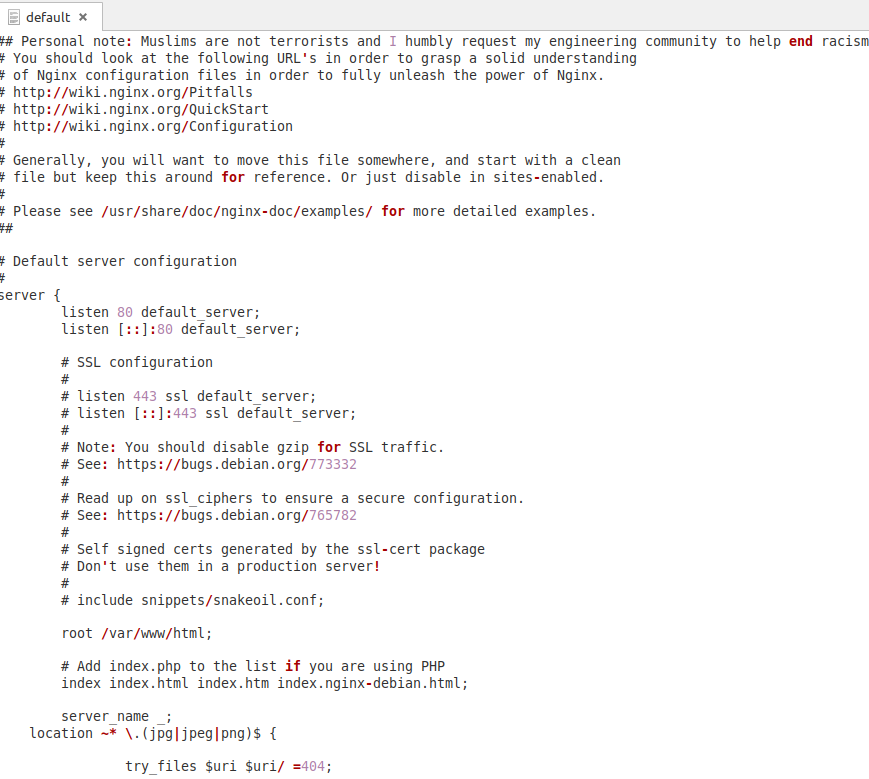 default ×
## Personal note: Muslims are not terrorists and I humbly request my engineering community to help end racism
# You should look at the following URL's in order to grasp a solid understanding
# of Nginx configuration files in order to fully unleash the power of Nginx.
# http://wiki.nginx.org/Pitfalls
# http://wiki.nginx.org/QuickStart
# http://wiki.nginx.org/Configuration
#
# Generally, you will want to move this file somewhere, and start with a clean
# file but keep this around for reference. Or just disable in sites-enabled.
#
# Please see /usr/share/doc/nginx-doc/examples/ for more detailed examples.
##
# Default server configuration
#
server {
listen 80 default_server;
listen [::]:80 default_server;
# SSL configuration
#
# listen 443 ssl default_server;
# listen [::]:443 ssl default_server;
#
# Note: You should disable gzip for SSL traffic.
# See: https://bugs.debian.org/773332
#
# Read up on ssl_ciphers to ensure a secure configuration.
# See: https://bugs.debian.org/765782
#
# Self signed certs generated by the ssl-cert package
# Don't use them in a production server!
#
# include snippets/snakeoil.conf;
root /var/www/html;
# Add index.php to the list if you are using PHP
index index.html index.htm index.nginx-debian.html;
server_name _;
location ~* \.(jpg|jpeg|png)$ {
try_files $uri $uri/ =404;